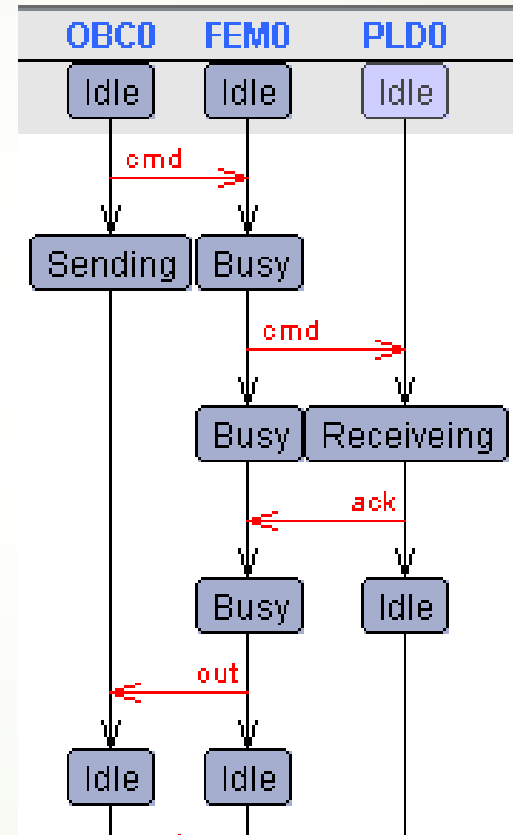 OBC0 FEM0 PLD0
Idle Idle Idle
cmd
Sending Busy
cmd
Busy Receiveing
ack
Busy Idle
out
Idle Idle